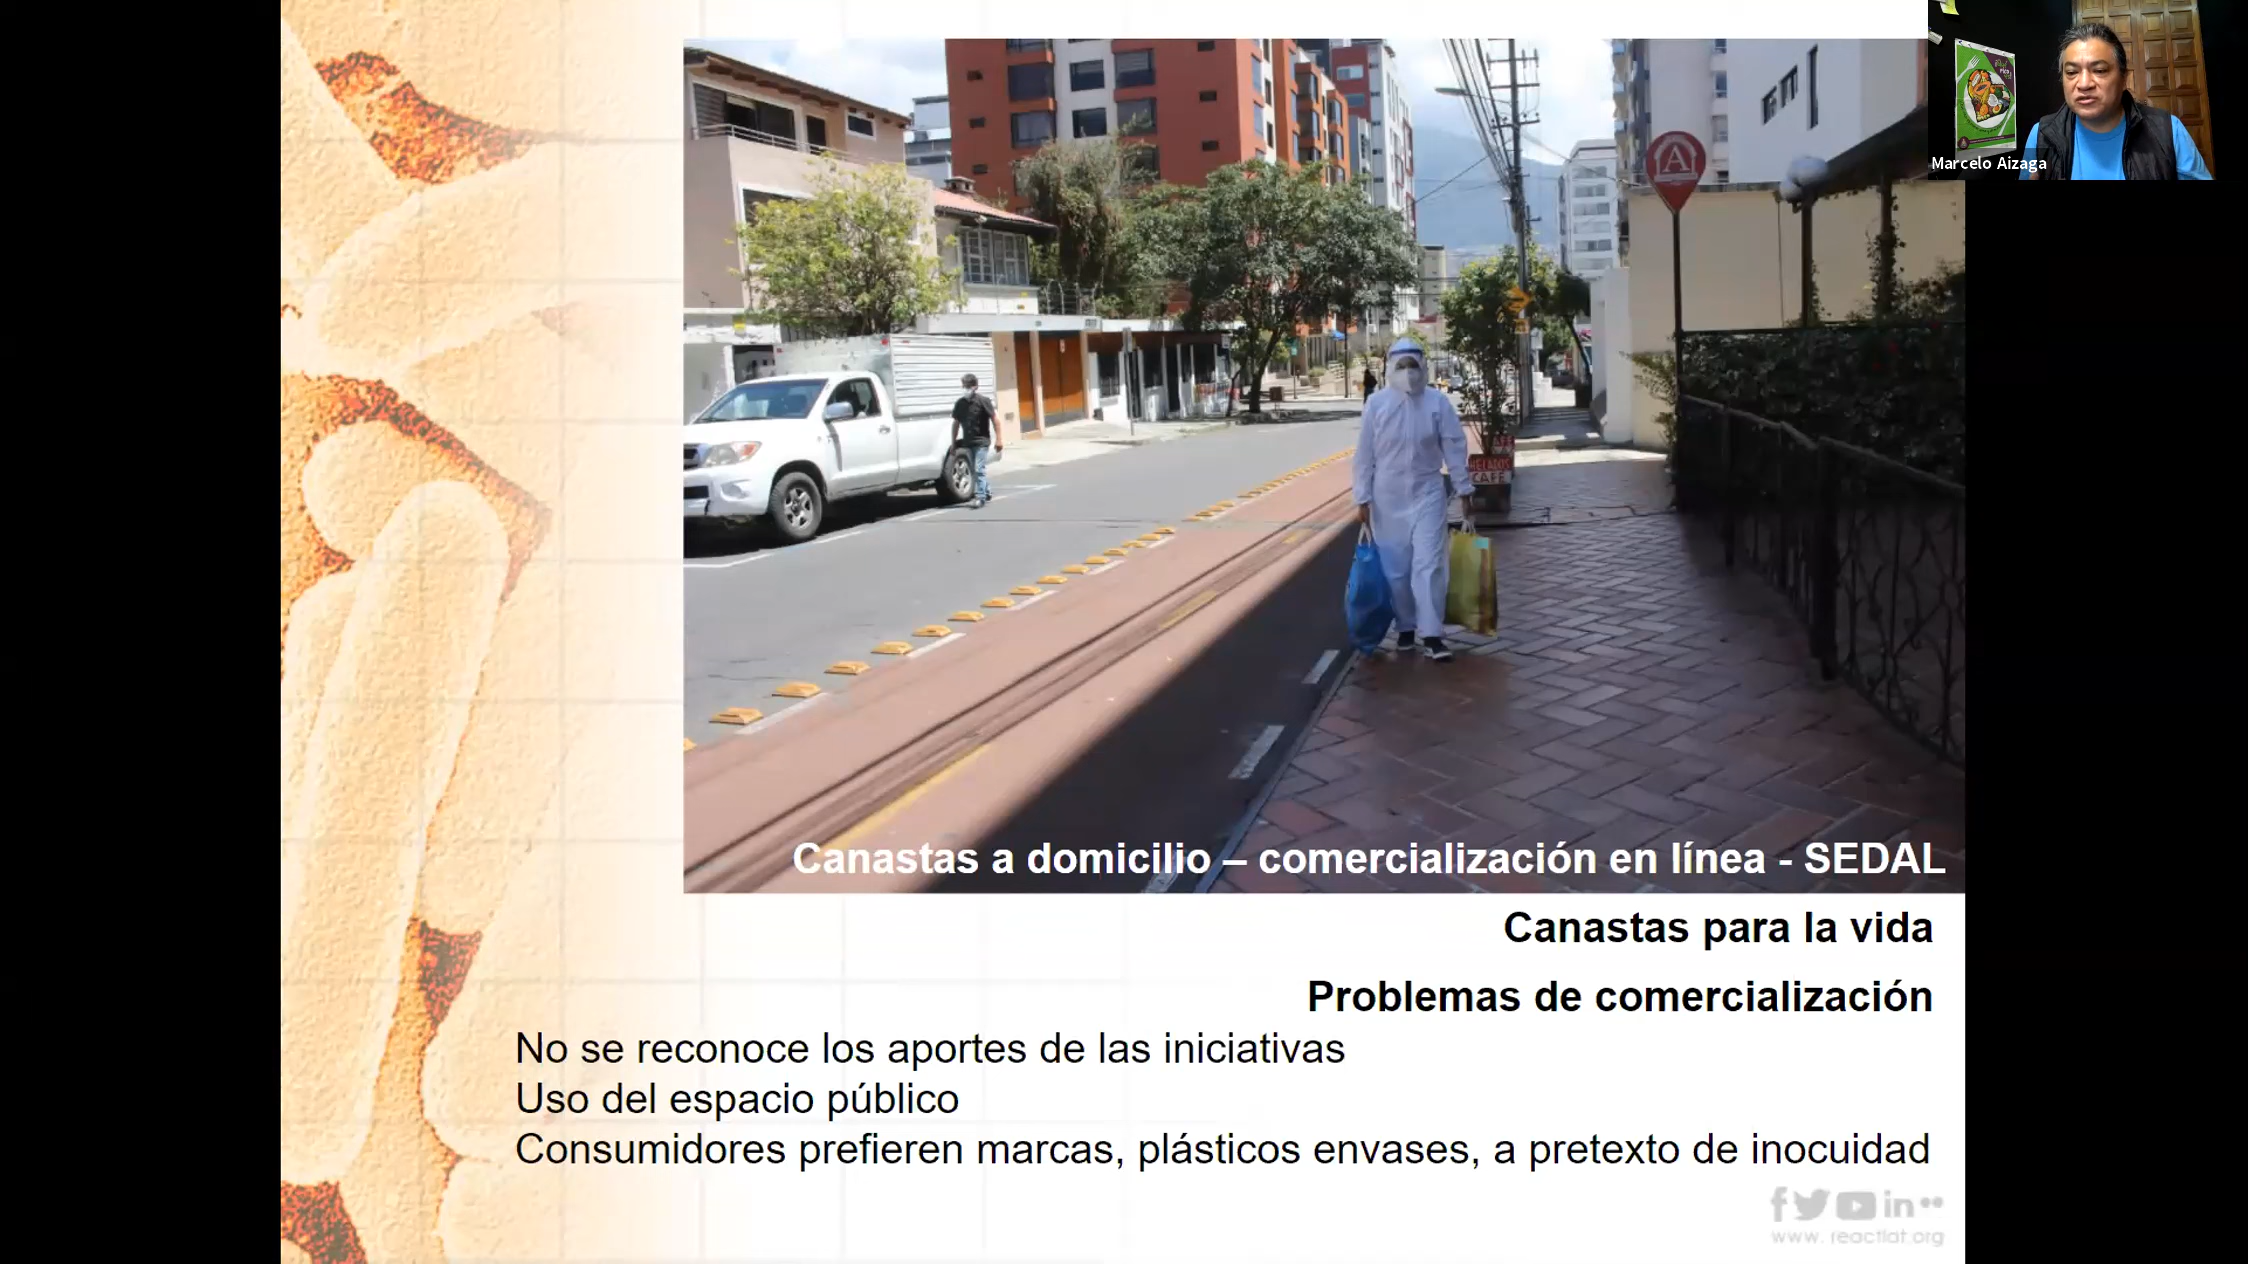 Marcelo Aizaga
A
HELADOS
CAFÉ
Canastas a domicilio – comercialización en línea - SEDAL
Canastas para la vida
Problemas de comercialización
No se reconoce los aportes de las iniciativas
Uso del espacio público
Consumidores prefieren marcas, plásticos envases, a pretexto de inocuidad
www. reactlat.org